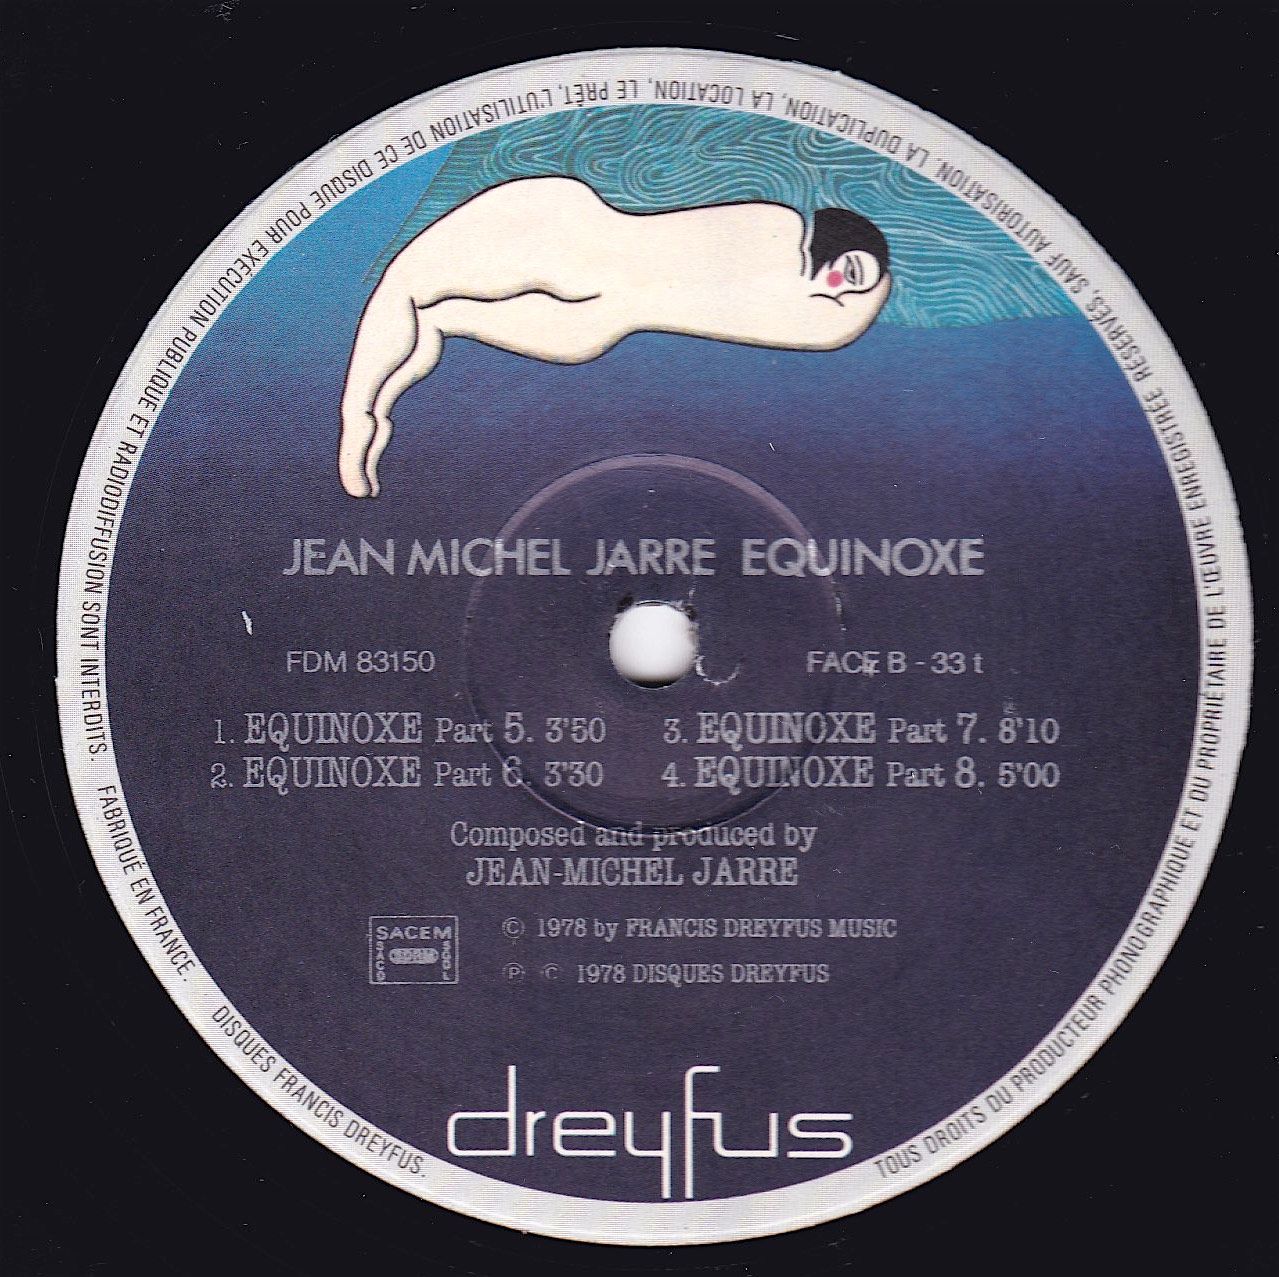 TOUS DROITS DU PRODUCTEUR PHONOGRAPHIQUE ET DU PROPRIÉTAIRE DE L'ŒUVRE ENREGISTRÉE RÉSERVÉS, SAUF AUTORISATION, LA DUPLICATION, LA LOCATION, LE PRÊT, L'UTILISATION DE CE DISQUE POUR EXECUTION PUBLIQUE ET RADIODIFFUSION SONT INTERDITS. FABRIQUÉ EN FRANCE. DISQUES FRANCIS DREYFUS.
JEAN MICHEL JARRE EQUINOXE
FDM 83150
FACE B - 33 t
1. EQUINOXE Part 5. 3'50
2. EQUINOXE Part 6. 3'30
3. EQUINOXE Part 7. 8'10
4. EQUINOXE Part 8. 5'00
Composed and produced by
JEAN-MICHEL JARRE
SACEM
SACD
SDRM
SGDL
© 1978 by FRANCIS DREYFUS MUSIC
℗ © 1978 DISQUES DREYFUS
dreyfus